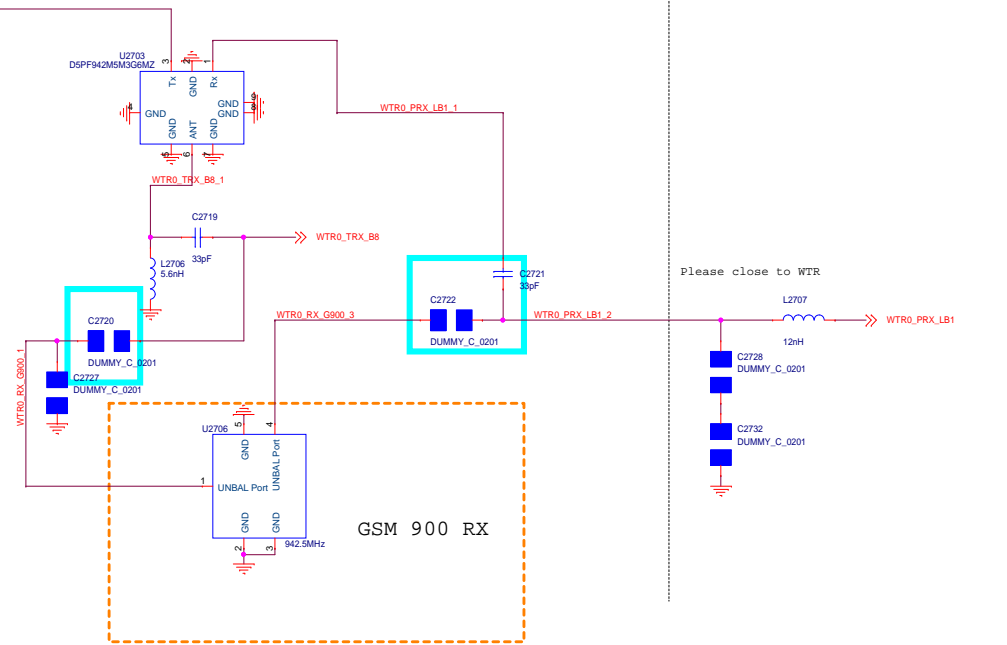 U2703
D5PF942M5M3G6MZ
3
2
1
Tx
GND
Rx
4
GND
GND
GND
9
8
GND
ANT
GND
5
6
7
WTR0_PRX_LB1_1
WTR0_TRX_B8_1
C2719
33pF
WTR0_TRX_B8
L2706
5.6nH
C2720
DUMMY_C_0201
C2727
DUMMY_C_0201
WTR0_RX_G900_1
WTR0_RX_G900_3
C2722
DUMMY_C_0201
C2721
33pF
WTR0_PRX_LB1_2
Please close to WTR
L2707
12nH
WTR0_PRX_LB1
C2728
DUMMY_C_0201
C2732
DUMMY_C_0201
U2706
5
4
GND
UNBAL Port
1
UNBAL Port
GND
GND
2
3
942.5MHz
GSM 900 RX